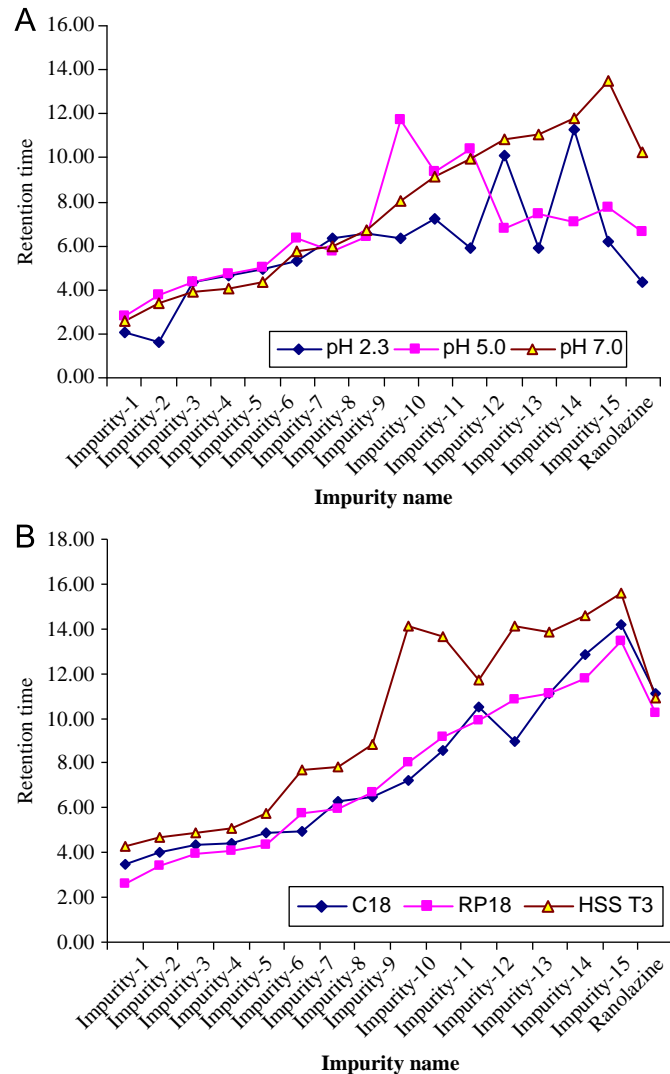 A
16.00
14.00
12.00
10.00
8.00
6.00
4.00
2.00
0.00
Retention time
pH 2.3 pH 5.0 pH 7.0
Impurity-1
Impurity-2
Impurity-3
Impurity-4
Impurity-5
Impurity-6
Impurity-7
Impurity-8
Impurity-9
Impurity-10
Impurity-11
Impurity-12
Impurity-13
Impurity-14
Impurity-15
Ranolazine
Impurity name
B
18.00
16.00
14.00
12.00
10.00
8.00
6.00
4.00
2.00
0.00
Retention time
C18 RP18 HSS T3
Impurity-1
Impurity-2
Impurity-3
Impurity-4
Impurity-5
Impurity-6
Impurity-7
Impurity-8
Impurity-9
Impurity-10
Impurity-11
Impurity-12
Impurity-13
Impurity-14
Impurity-15
Ranolazine
Impurity name